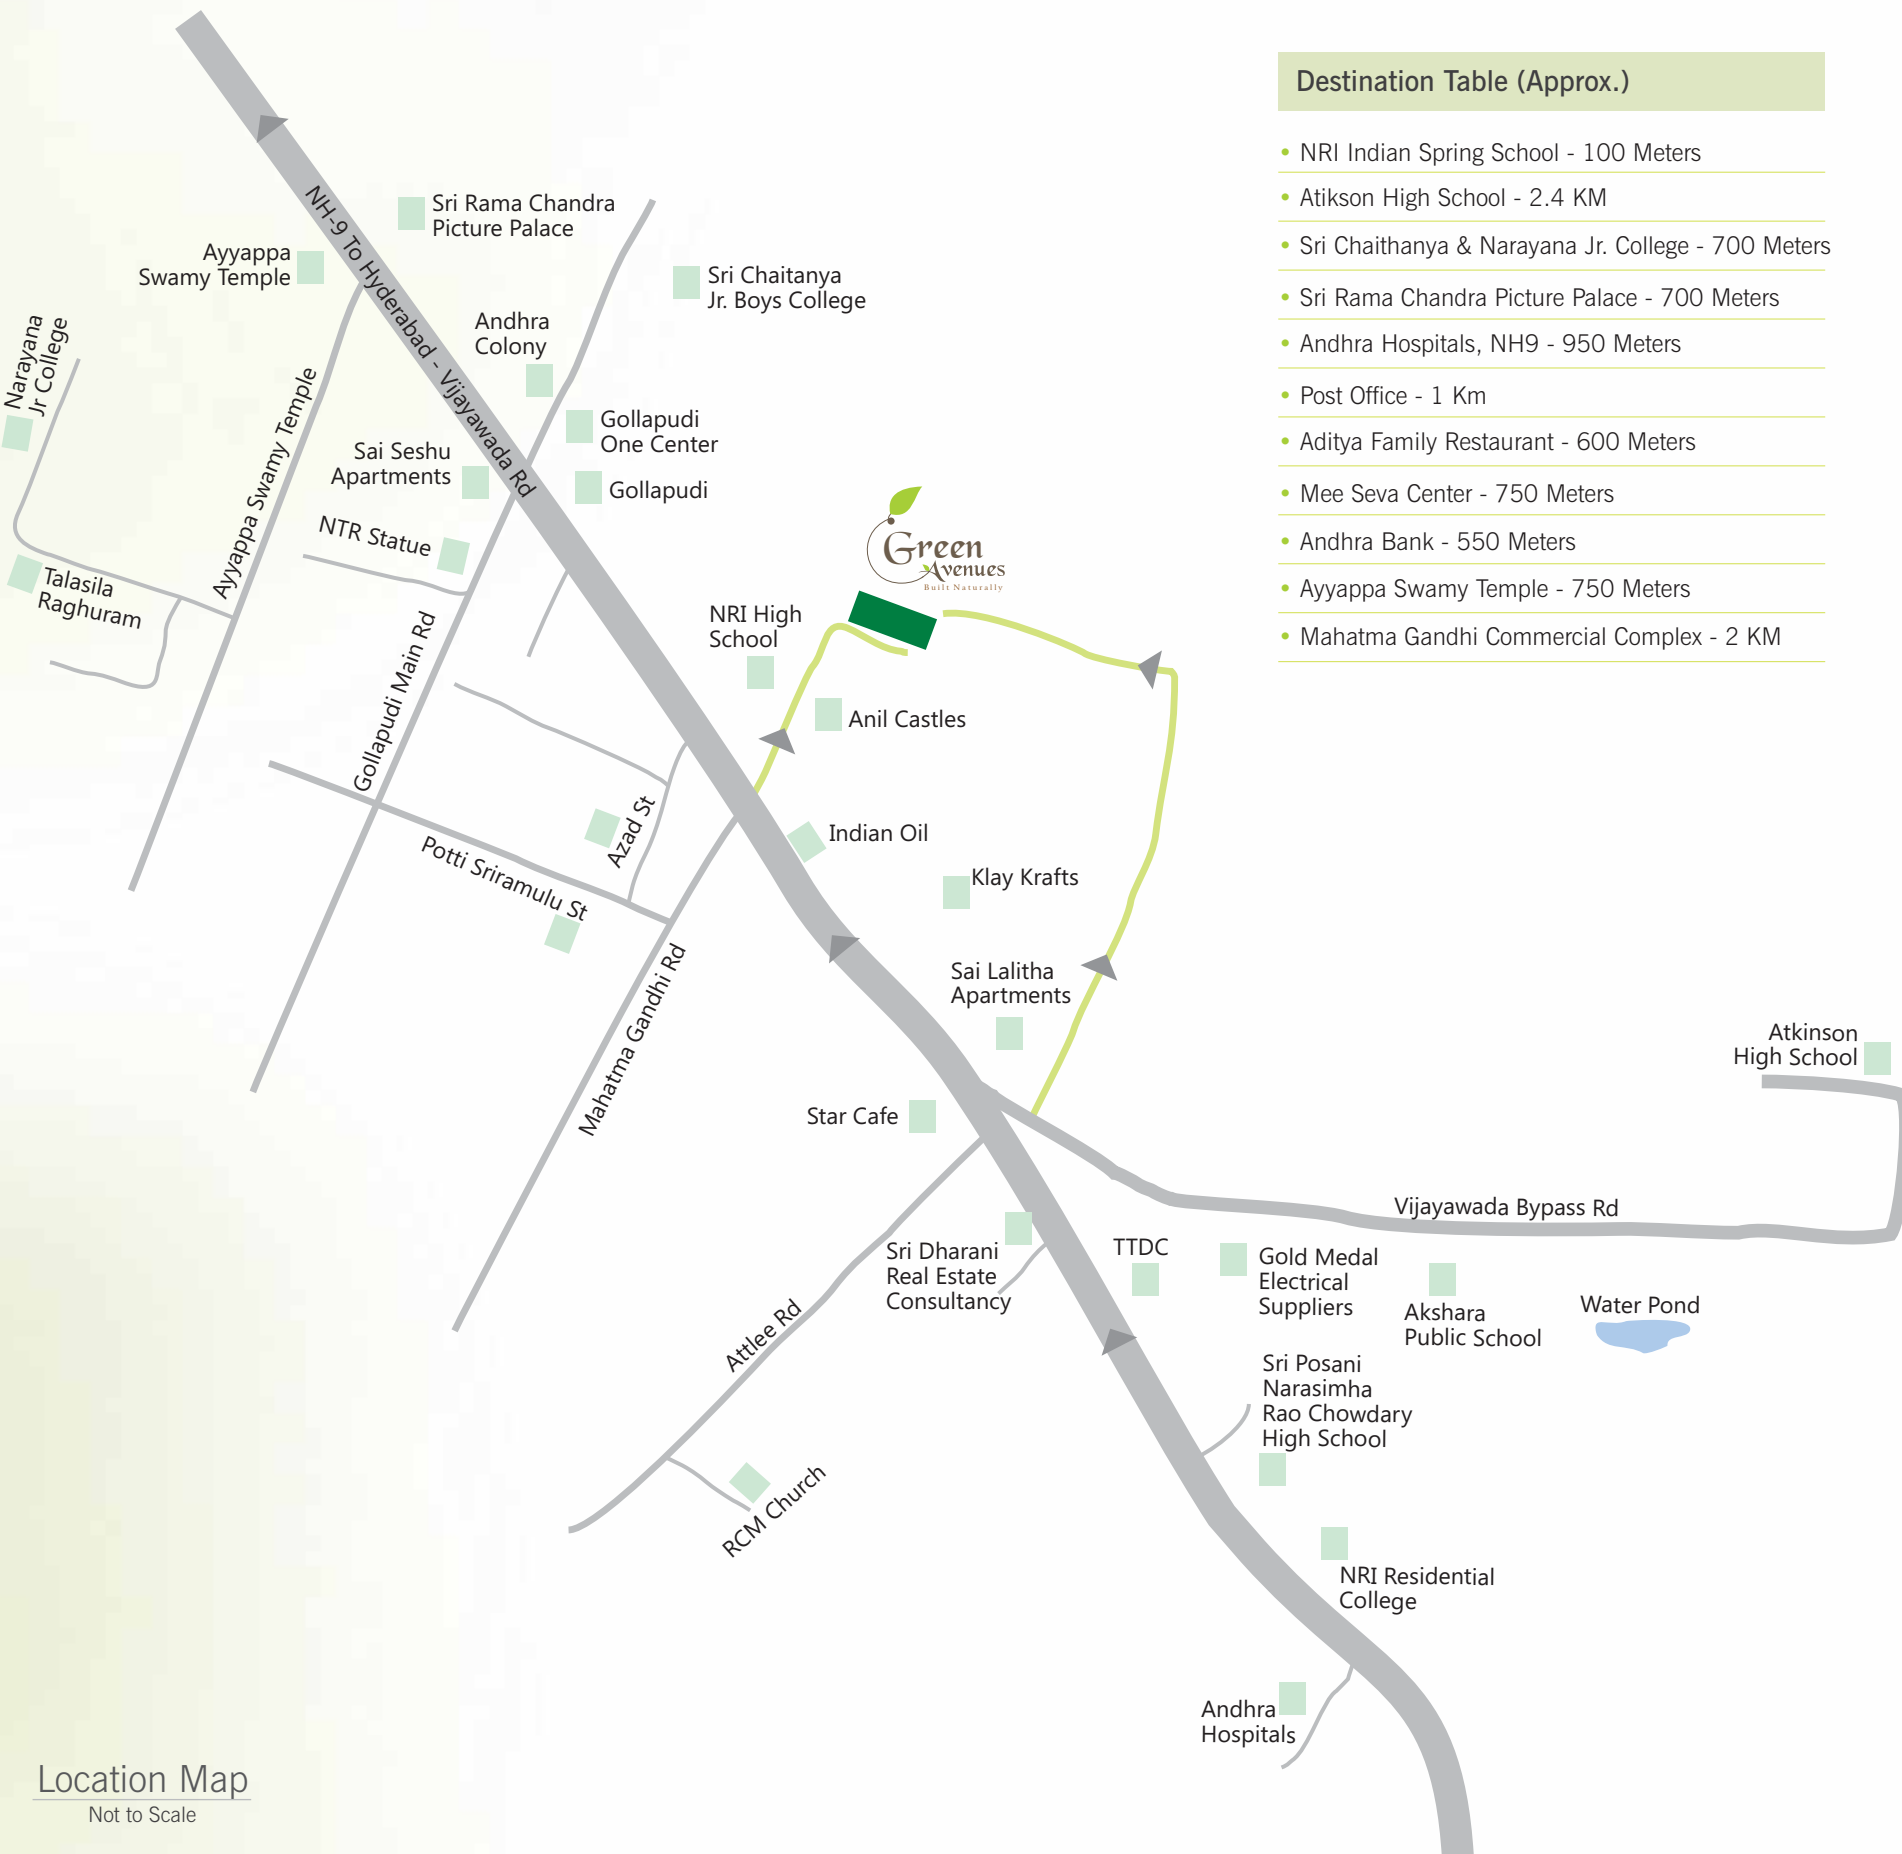 Destination Table (Approx.)
• NRI Indian Spring School - 100 Meters
• Atikson High School - 2.4 KM
• Sri Chaithanya & Narayana Jr. College - 700 Meters
• Sri Rama Chandra Picture Palace - 700 Meters
• Andhra Hospitals, NH9 - 950 Meters
• Post Office - 1 Km
• Aditya Family Restaurant - 600 Meters
• Mee Seva Center - 750 Meters
• Andhra Bank - 550 Meters
• Ayyappa Swamy Temple - 750 Meters
• Mahatma Gandhi Commercial Complex - 2 KM
NH-9 To Hyderabad - Vijayawada Rd
Sri Rama Chandra
Picture Palace
Ayyappa
Swamy Temple
Sri Chaitanya
Jr. Boys College
Narayana
Jr College
Andhra
Colony
Ayyappa Swamy Temple
Gollapudi
One Center
Sai Seshu
Apartments
Gollapudi
NTR Statue
Talasila
Raghuram
Green
Avenues
Built Naturally
NRI High
School
Gollapudi Main Rd
Anil Castles
Azad St
Indian Oil
Potti Sriramulu St
Klay Krafts
Mahatma Gandhi Rd
Sai Lalitha
Apartments
Atkinson
High School
Star Cafe
Vijayawada Bypass Rd
Sri Dharani
Real Estate
Consultancy
TTDC
Gold Medal
Electrical
Suppliers
Akshara
Public School
Water Pond
Attlee Rd
Sri Posani
Narasimha
Rao Chowdary
High School
RCM Church
NRI Residential
College
Andhra
Hospitals
Location Map
Not to Scale